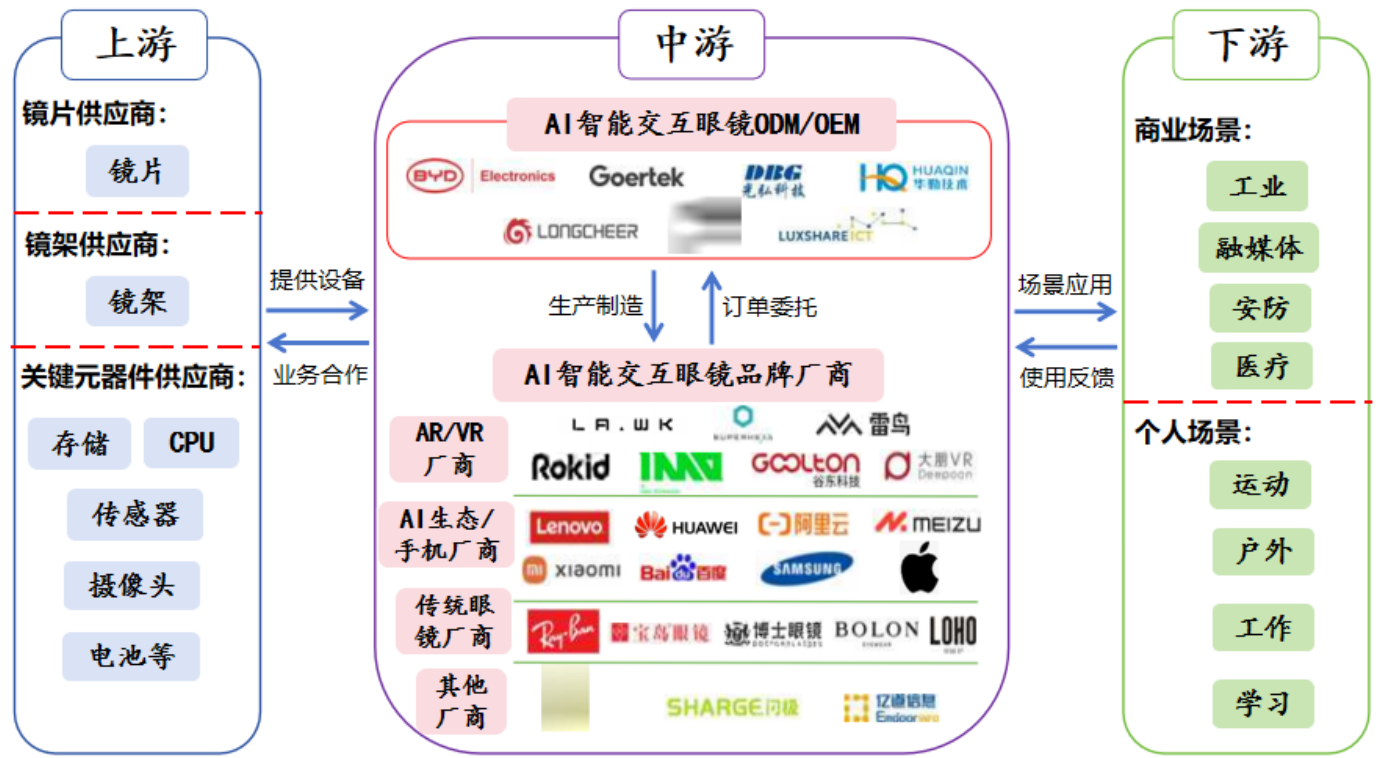 上游
镜片供应商：
镜片
镜架供应商：
镜架
关键元器件供应商：
存储
CPU
传感器
摄像头
电池等
提供设备
业务合作
中游
AI智能交互眼镜ODM/OEM
BYD Electronics
Goertek
DBG
光弘科技
HQ HUAQIN
华勤技术
LONGCHEER
LUXSHARE ICT
生产制造
订单委托
AI智能交互眼镜品牌厂商
AR/VR
厂商
LA.WK
SUPERHEXA
雷鸟
Rokid
INMO
GOOLTON
谷东科技
大朋VR
Deepoon
AI生态/
手机厂商
Lenovo
HUAWEI
阿里云
MEIZU
mi xiaomi
Bai du 百度
SAMSUNG
传统眼
镜厂商
Ray-Ban
宝岛眼镜
博士眼镜
DOCTORGLASSES
BOLON
EYEWEAR
LOHO
其他
厂商
SHARGE闪极
亿道信息
Emdoor INFO
场景应用
使用反馈
下游
商业场景：
工业
融媒体
安防
医疗
个人场景：
运动
户外
工作
学习